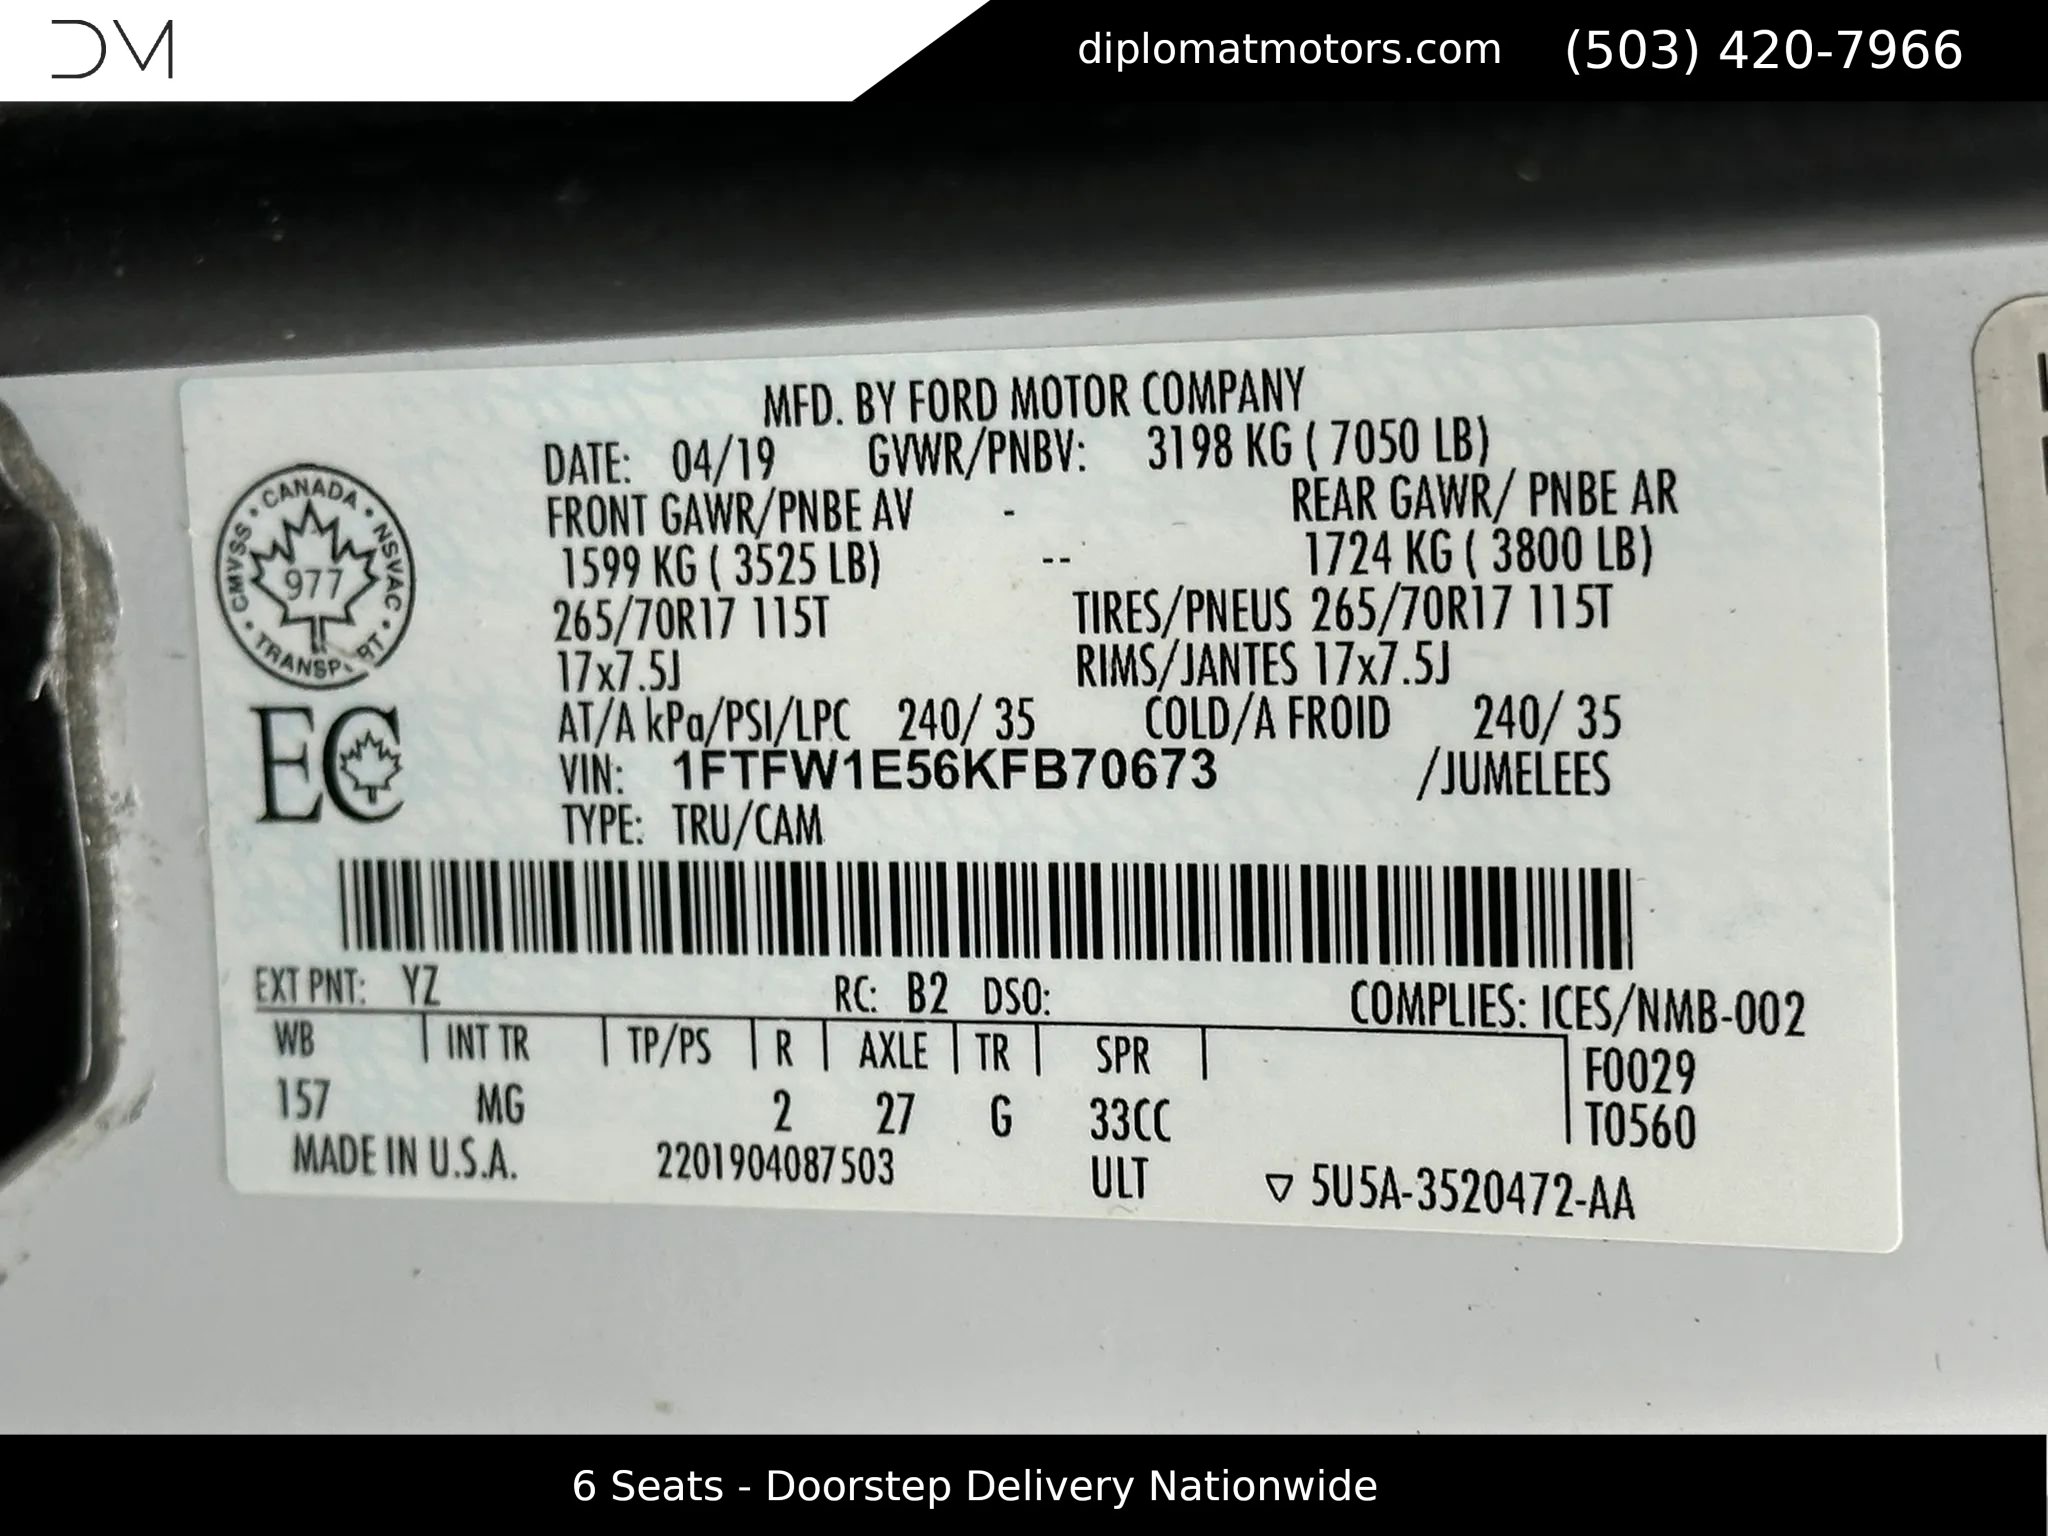 DM
diplomatmotors.com (503) 420-7966
MFD. BY FORD MOTOR COMPANY
DATE: 04/19 GVWR/PNBV: 3198 KG ( 7050 LB)
FRONT GAWR/PNBE AV - REAR GAWR/ PNBE AR
1599 KG ( 3525 LB) -- 1724 KG ( 3800 LB)
265/70R17 115T TIRES/PNEUS 265/70R17 115T
17x7.5J RIMS/JANTES 17x7.5J
AT/A kPa/PSI/LPC 240/ 35 COLD/A FROID 240/ 35
VIN: 1FTFW1E56KFB70673 /JUMELEES
TYPE: TRU/CAM
CANADA • NSVAC • TRANSPORT • CMVSS •
977
EC
EXT PNT: YZ RC: B2 DSO: COMPLIES: ICES/NMB-002
WB | INT TR | TP/PS | R | AXLE | TR | SPR | F0029
157 MG 2 27 G 33CC T0560
MADE IN U.S.A. 2201904087503 ULT ▽ 5U5A-3520472-AA
6 Seats - Doorstep Delivery Nationwide